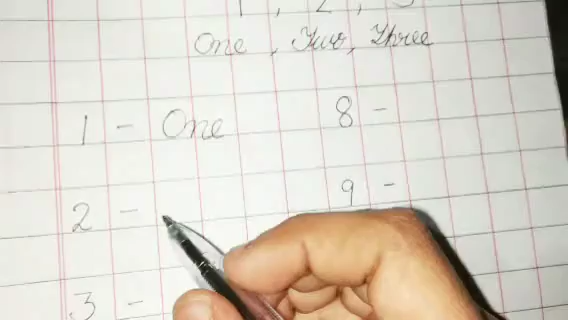 1, 2, 3
One, Two, Three
1 - One 8 -
2 - 9 -
3 -